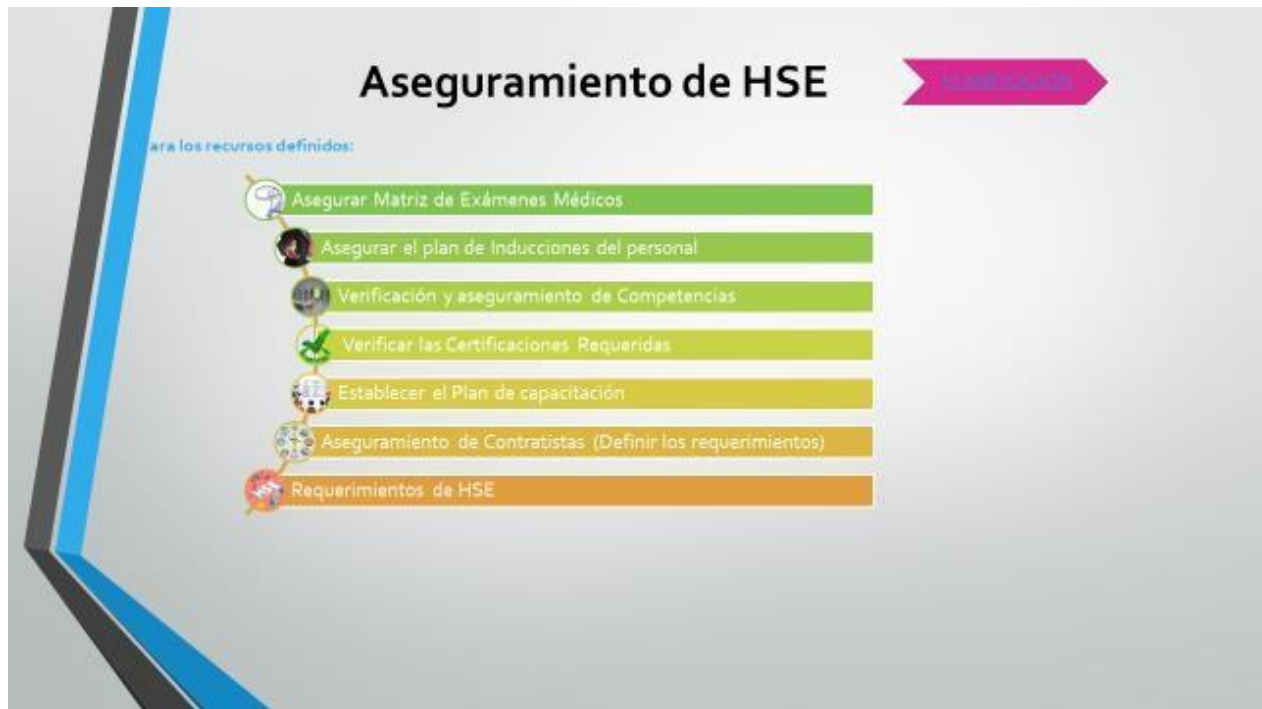 Aseguramiento de HSE
PLANIFICACIÓN
ara los recursos definidos:
Asegurar Matriz de Exámenes Médicos
Asegurar el plan de Inducciones del personal
Verificación y aseguramiento de Competencias
Verificar las Certificaciones Requeridas
Establecer el Plan de capacitación
Aseguramiento de Contratistas (Definir los requerimientos)
Requerimientos de HSE